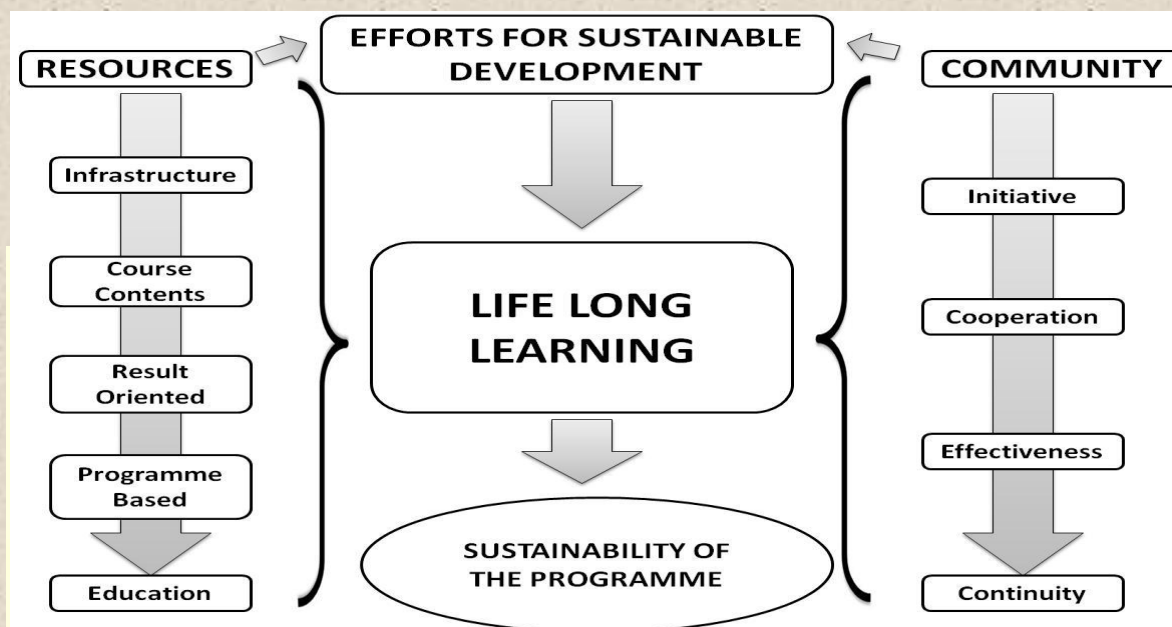 EFFORTS FOR SUSTAINABLE
DEVELOPMENT
RESOURCES
COMMUNITY
Infrastructure
Course
Contents
Result
Oriented
Programme
Based
Education
LIFE LONG
LEARNING
SUSTAINABILITY OF
THE PROGRAMME
Initiative
Cooperation
Effectiveness
Continuity